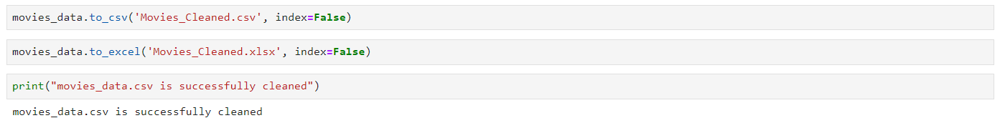 movies_data.to_csv('Movies_Cleaned.csv', index=False)
movies_data.to_excel('Movies_Cleaned.xlsx', index=False)
print("movies_data.csv is successfully cleaned")
movies_data.csv is successfully cleaned